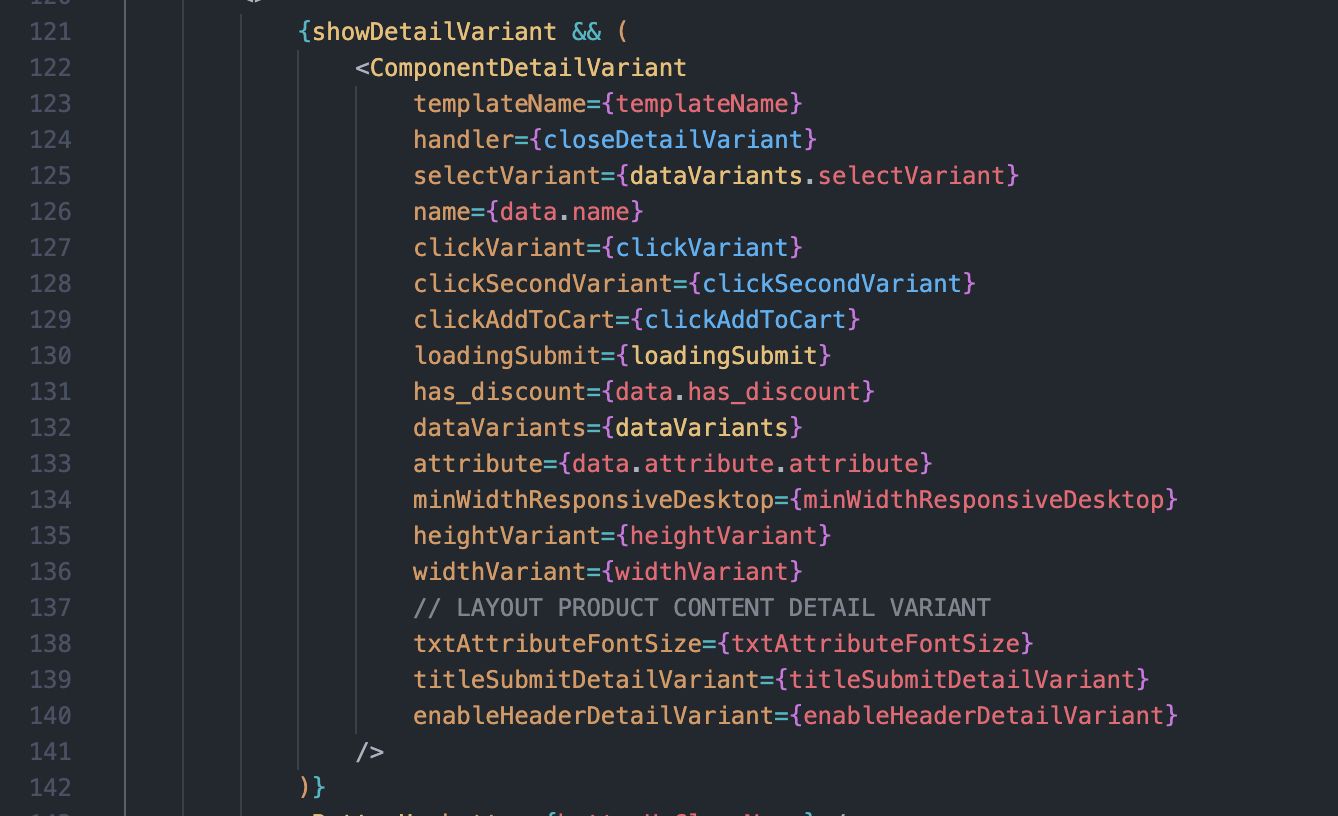 121 {showDetailVariant && (
122 <ComponentDetailVariant
123 templateName={templateName}
124 handler={closeDetailVariant}
125 selectVariant={dataVariants.selectVariant}
126 name={data.name}
127 clickVariant={clickVariant}
128 clickSecondVariant={clickSecondVariant}
129 clickAddToCart={clickAddToCart}
130 loadingSubmit={loadingSubmit}
131 has_discount={data.has_discount}
132 dataVariants={dataVariants}
133 attribute={data.attribute.attribute}
134 minWidthResponsiveDesktop={minWidthResponsiveDesktop}
135 heightVariant={heightVariant}
136 widthVariant={widthVariant}
137 // LAYOUT PRODUCT CONTENT DETAIL VARIANT
138 txtAttributeFontSize={txtAttributeFontSize}
139 titleSubmitDetailVariant={titleSubmitDetailVariant}
140 enableHeaderDetailVariant={enableHeaderDetailVariant}
141 />
142 )}